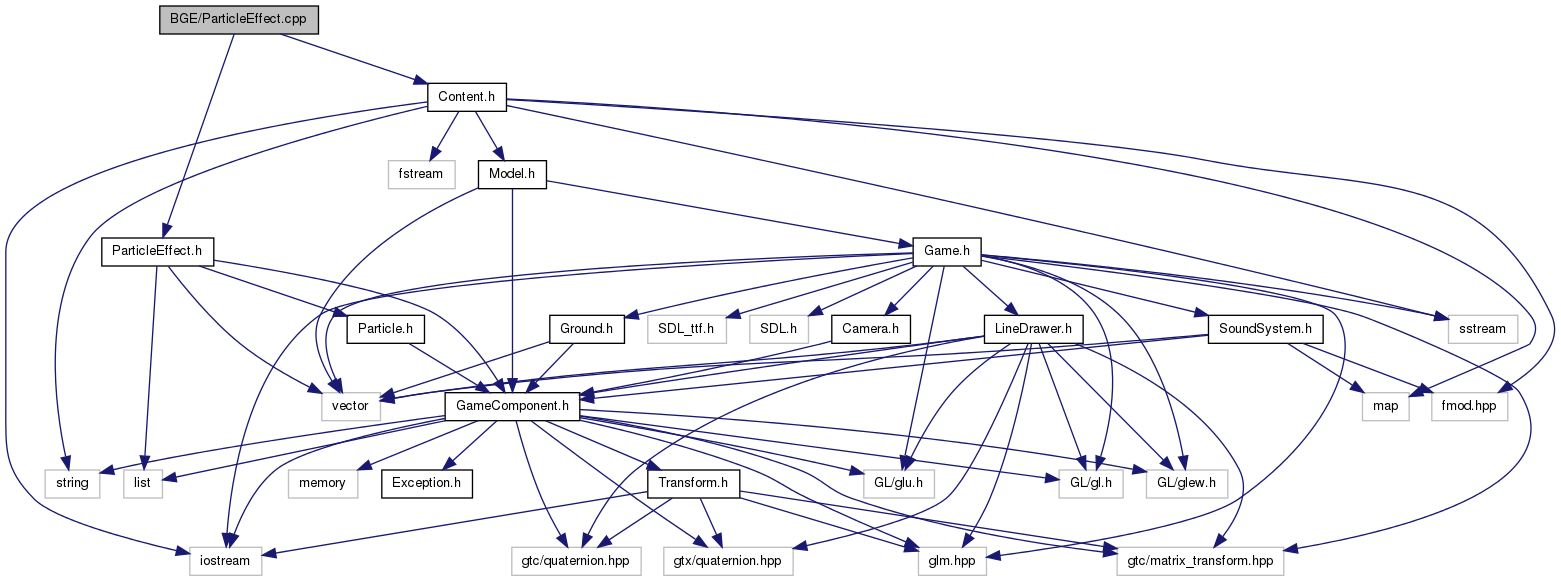 BGE/ParticleEffect.cpp
Content.h
fstream
Model.h
ParticleEffect.h
Game.h
Particle.h
Ground.h
SDL_ttf.h
SDL.h
Camera.h
LineDrawer.h
SoundSystem.h
sstream
vector
GameComponent.h
map
fmod.hpp
string
list
memory
Exception.h
Transform.h
GL/glu.h
GL/gl.h
GL/glew.h
iostream
gtc/quaternion.hpp
gtx/quaternion.hpp
glm.hpp
gtc/matrix_transform.hpp